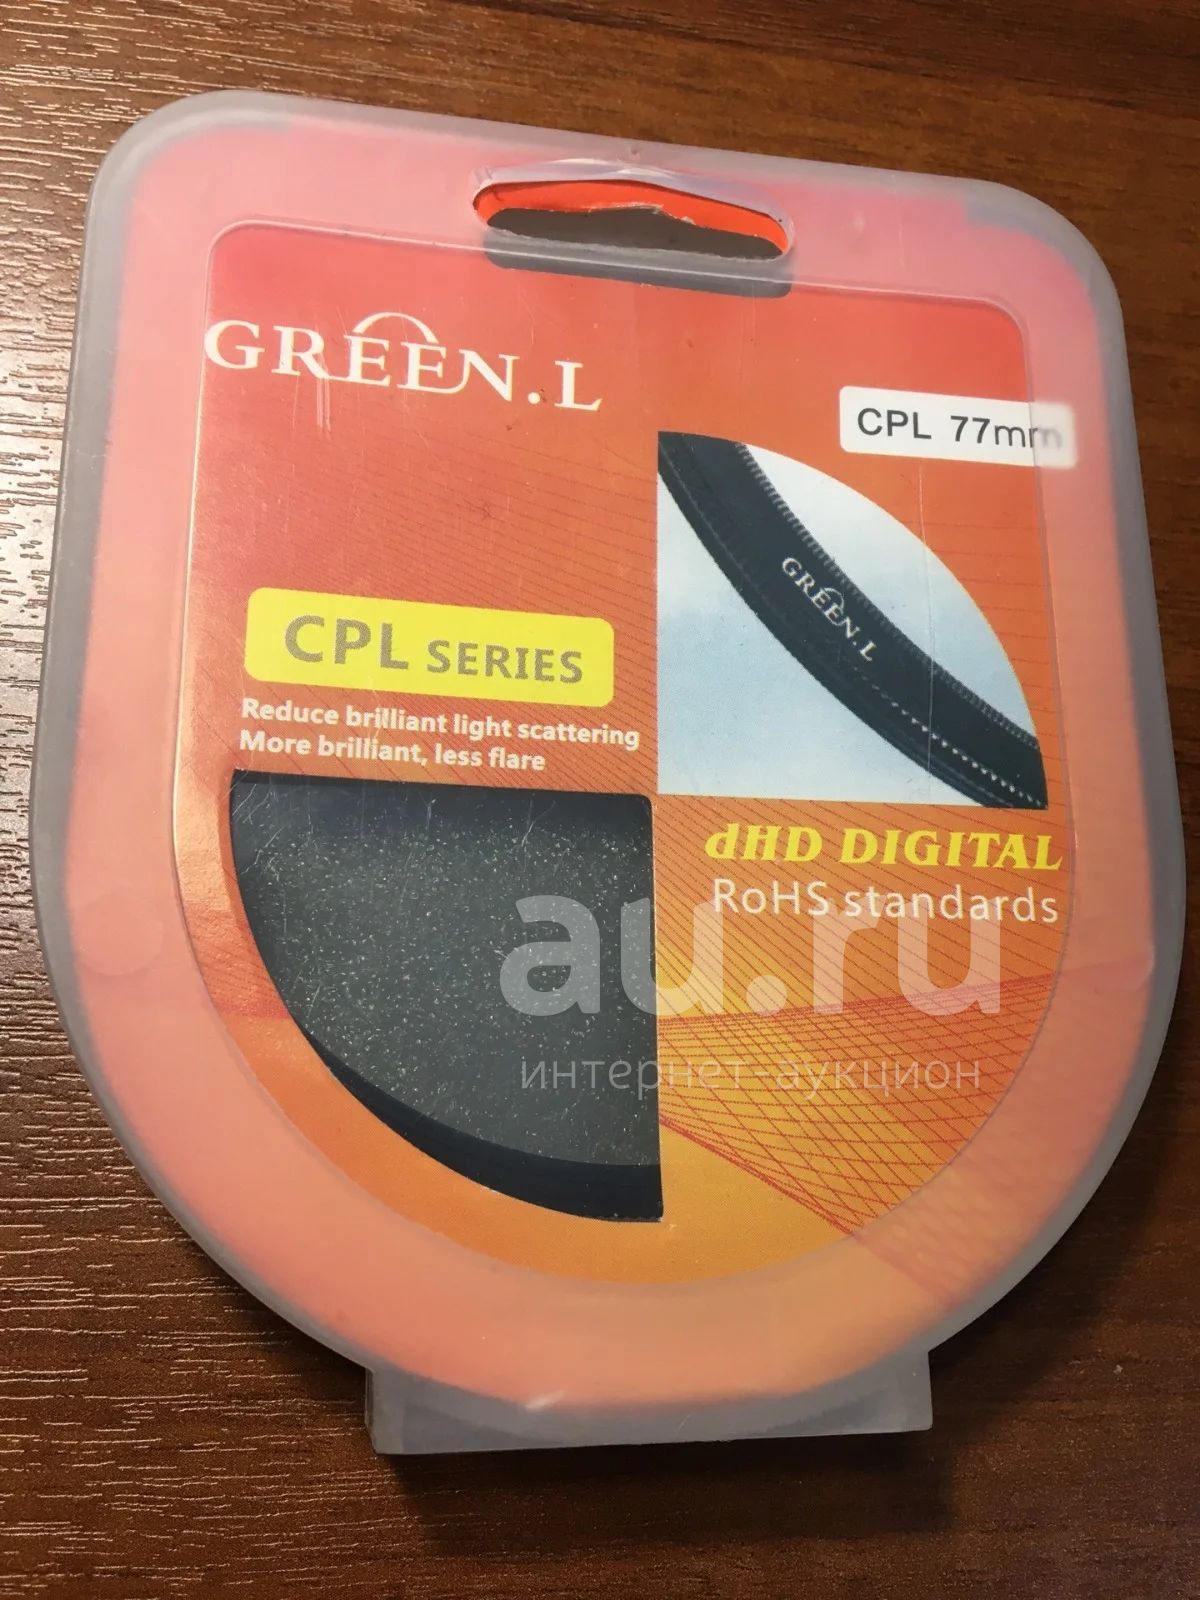 GREEN.L
CPL 77mm
GREEN.L
CPL SERIES
Reduce brilliant light scattering
More brilliant, less flare
dHD DIGITAL
RoHS standards
au.ru
интернет-аукцион